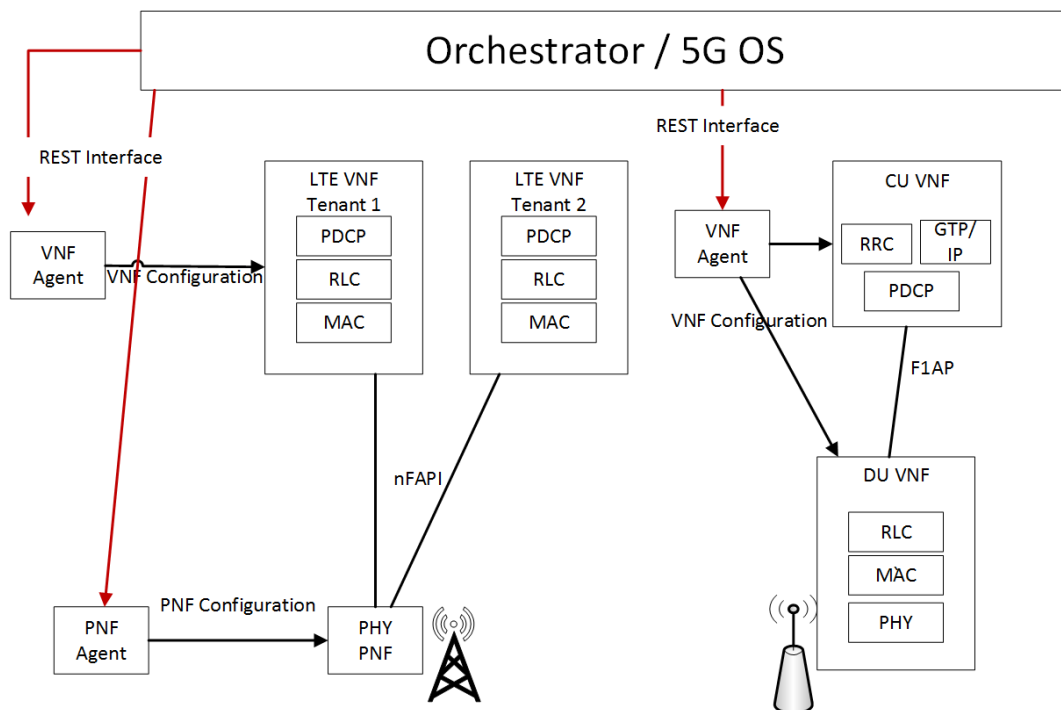 Orchestrator / 5G OS
REST Interface
REST Interface
LTE VNF
Tenant 1
PDCP
RLC
MAC
LTE VNF
Tenant 2
PDCP
RLC
MAC
VNF
Agent
VNF Configuration
nFAPI
PNF
Agent
PNF Configuration
PHY
PNF
VNF
Agent
VNF Configuration
CU VNF
RRC
GTP/
IP
PDCP
F1AP
DU VNF
RLC
MAC
PHY